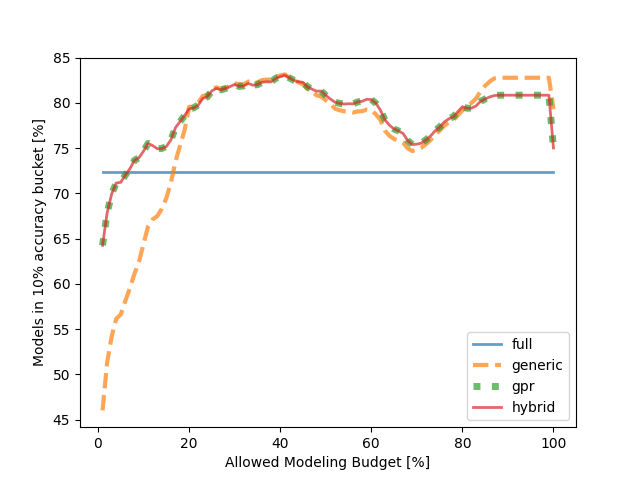 85
80
75
70
65
60
55
50
45
Models in 10% accuracy bucket [%]
0 20 40 60 80 100
Allowed Modeling Budget [%]
full
generic
gpr
hybrid